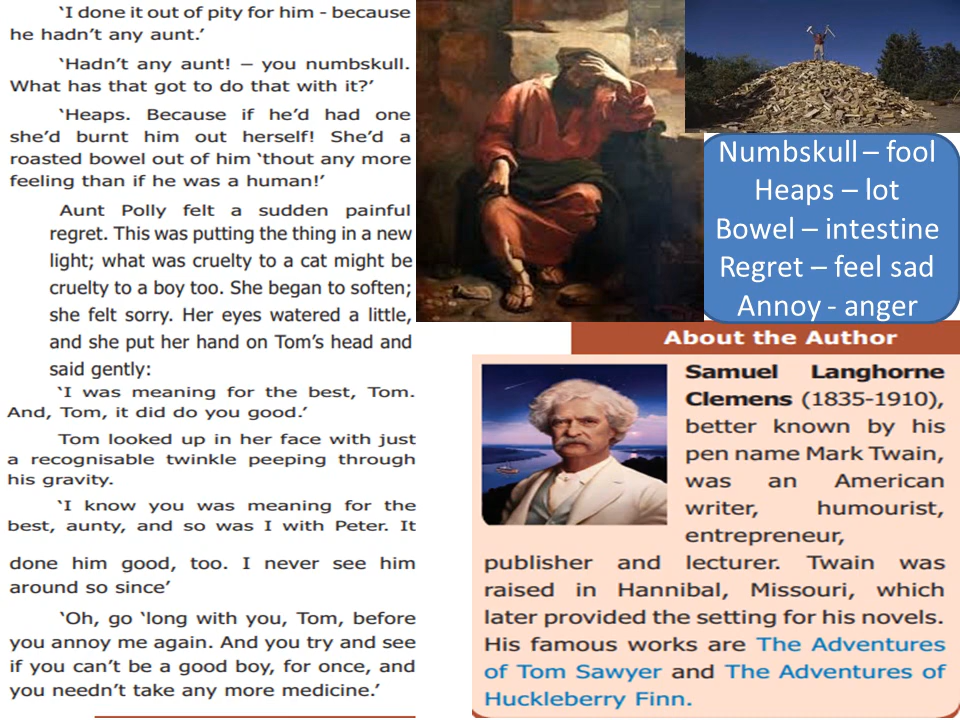 ‘I done it out of pity for him - because
he hadn’t any aunt.’
‘Hadn’t any aunt! – you numbskull.
What has that got to do that with it?’
‘Heaps. Because if he’d had one
she’d burnt him out herself! She’d a
roasted bowel out of him ‘thout any more
feeling than if he was a human!’
Aunt Polly felt a sudden painful
regret. This was putting the thing in a new
light; what was cruelty to a cat might be
cruelty to a boy too. She began to soften;
she felt sorry. Her eyes watered a little,
and she put her hand on Tom’s head and
said gently:
‘I was meaning for the best, Tom.
And, Tom, it did do you good.’
Tom looked up in her face with just
a recognisable twinkle peeping through
his gravity.
‘I know you was meaning for the
best, aunty, and so was I with Peter. It
done him good, too. I never see him
around so since’
‘Oh, go ‘long with you, Tom, before
you annoy me again. And you try and see
if you can’t be a good boy, for once, and
you needn’t take any more medicine.’
Numbskull – fool
Heaps – lot
Bowel – intestine
Regret – feel sad
Annoy - anger
About the Author
Samuel Langhorne
Clemens (1835-1910),
better known by his
pen name Mark Twain,
was an American
writer, humourist,
entrepreneur,
publisher and lecturer. Twain was
raised in Hannibal, Missouri, which
later provided the setting for his novels.
His famous works are The Adventures
of Tom Sawyer and The Adventures of
Huckleberry Finn.